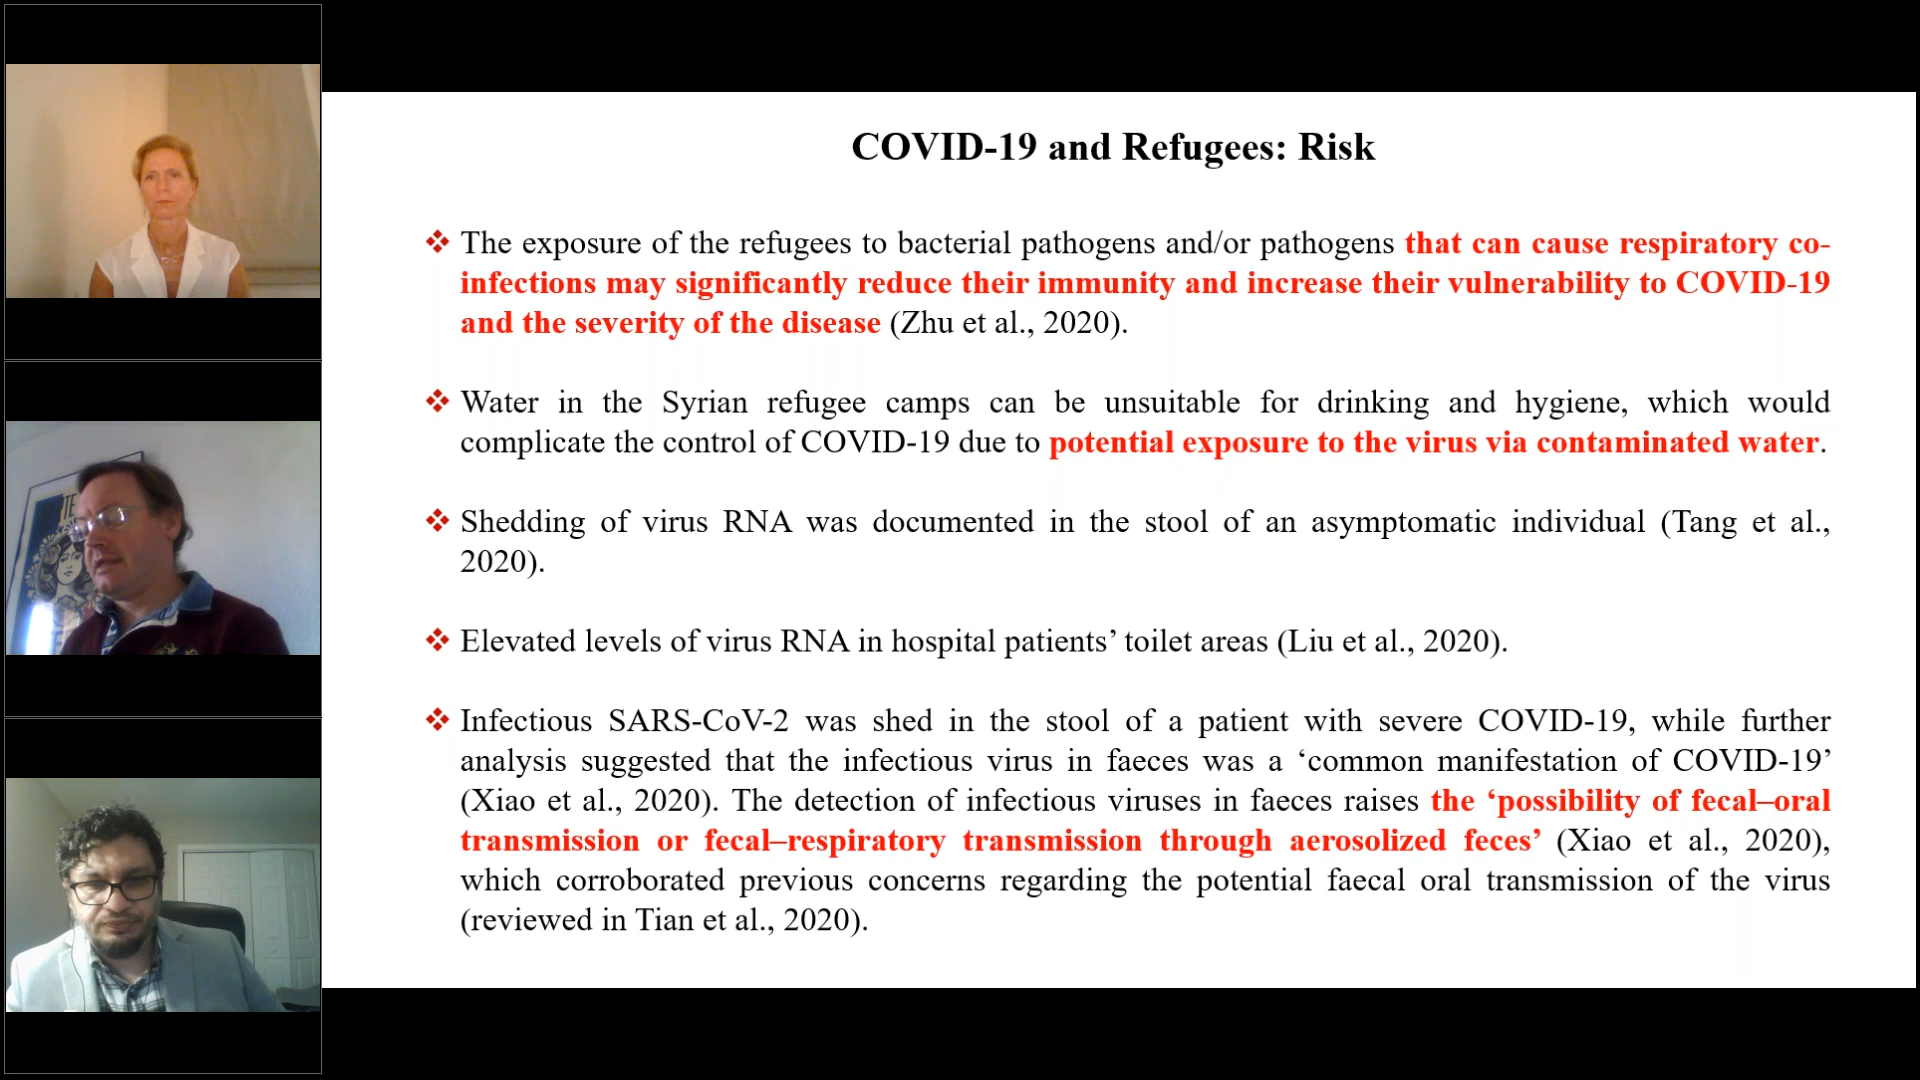 COVID-19 and Refugees: Risk
The exposure of the refugees to bacterial pathogens and/or pathogens that can cause respiratory co-
infections may significantly reduce their immunity and increase their vulnerability to COVID-19
and the severity of the disease (Zhu et al., 2020).
Water in the Syrian refugee camps can be unsuitable for drinking and hygiene, which would
complicate the control of COVID-19 due to potential exposure to the virus via contaminated water.
Shedding of virus RNA was documented in the stool of an asymptomatic individual (Tang et al.,
2020).
Elevated levels of virus RNA in hospital patients’ toilet areas (Liu et al., 2020).
Infectious SARS-CoV-2 was shed in the stool of a patient with severe COVID-19, while further
analysis suggested that the infectious virus in faeces was a ‘common manifestation of COVID-19’
(Xiao et al., 2020). The detection of infectious viruses in faeces raises the ‘possibility of fecal–oral
transmission or fecal–respiratory transmission through aerosolized feces’ (Xiao et al., 2020),
which corroborated previous concerns regarding the potential faecal oral transmission of the virus
(reviewed in Tian et al., 2020).